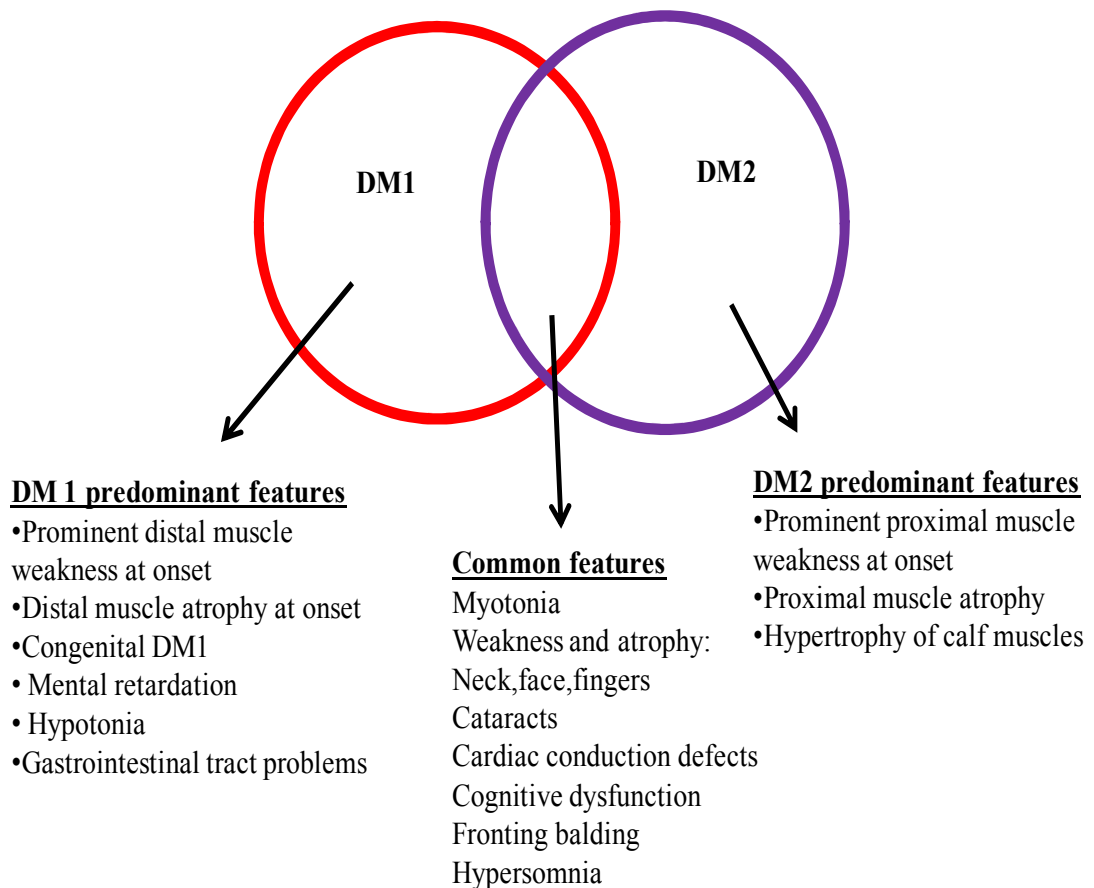 DM1
DM2
DM 1 predominant features
•Prominent distal muscle
weakness at onset
•Distal muscle atrophy at onset
•Congenital DM1
• Mental retardation
• Hypotonia
•Gastrointestinal tract problems
Common features
Myotonia
Weakness and atrophy:
Neck,face,fingers
Cataracts
Cardiac conduction defects
Cognitive dysfunction
Fronting balding
Hypersomnia
DM2 predominant features
•Prominent proximal muscle
weakness at onset
•Proximal muscle atrophy
•Hypertrophy of calf muscles